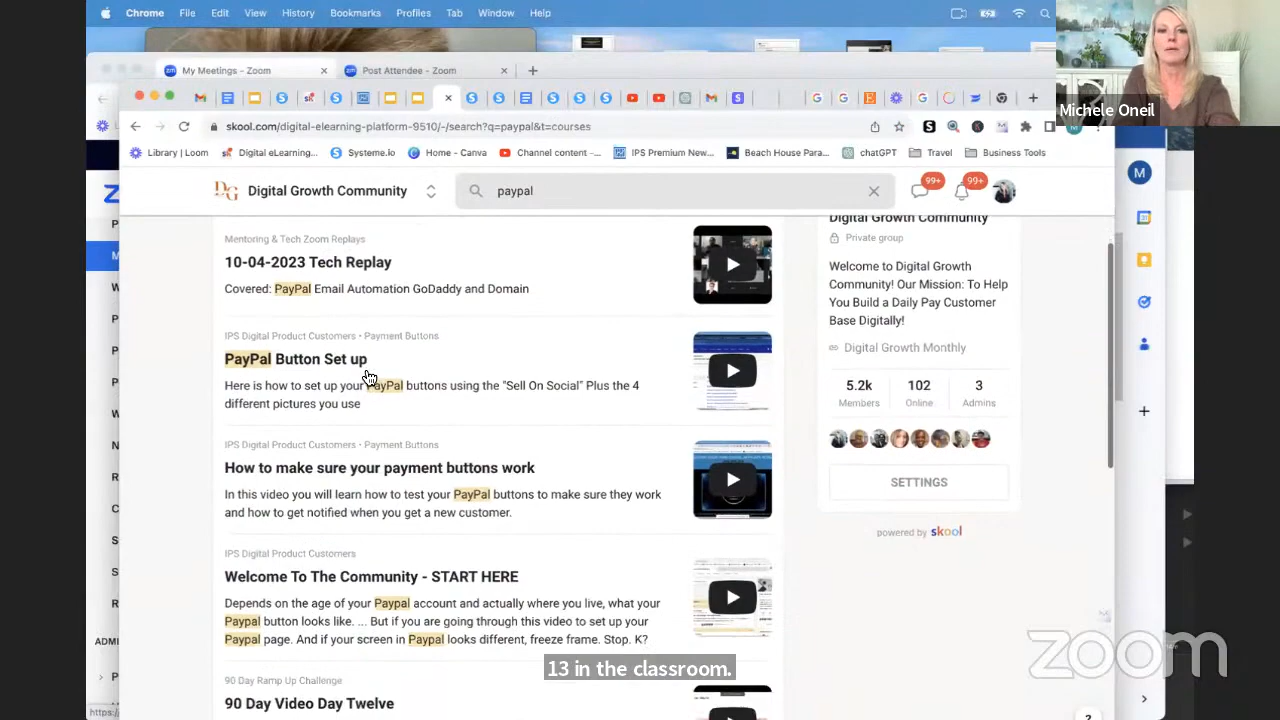 Chrome File Edit View History Bookmarks Profiles Tab Window Help
My Meetings - Zoom
Post Attendee - Zoom
Michele Oneil
skool.com/digital-elearning-platform-9510/-/search?q=paypal&t=courses
Library | Loom
Digital eLearning...
Systeme.io
Home - Canva
Channel content –...
IPS Premium New...
Beach House Para...
chatGPT
Travel
Business Tools
M
DG
Digital Growth Community
paypal
99+
99+
M
Mentoring & Tech Zoom Replays
10-04-2023 Tech Replay
Covered: PayPal Email Automation GoDaddy and Domain
IPS Digital Product Customers • Payment Buttons
PayPal Button Set up
Here is how to set up your PayPal buttons using the "Sell On Social" Plus the 4
different pages you use
IPS Digital Product Customers • Payment Buttons
How to make sure your payment buttons work
In this video you will learn how to test your PayPal buttons to make sure they work
and how to get notified when you get a new customer.
IPS Digital Product Customers
Welcome To The Community - START HERE
Depends on the age of your Paypal account and actually where you live, what your
Paypal might look like. ... But if you are going through this video to set up your
Paypal pause and if your screen in Paypal is different, freeze frame. Stop. K?
90 Day Ramp Up Challenge
90 Day Ramp Day Twelve
Digital Growth Community
Private group
Welcome to Digital Growth
Community! Our Mission: To Help
You Build a Daily Pay Customer
Base Digitally!
Digital Growth Monthly
5.2k
Members
102
Online
3
Admins
SETTINGS
powered by skool
13 in the classroom.
zoom